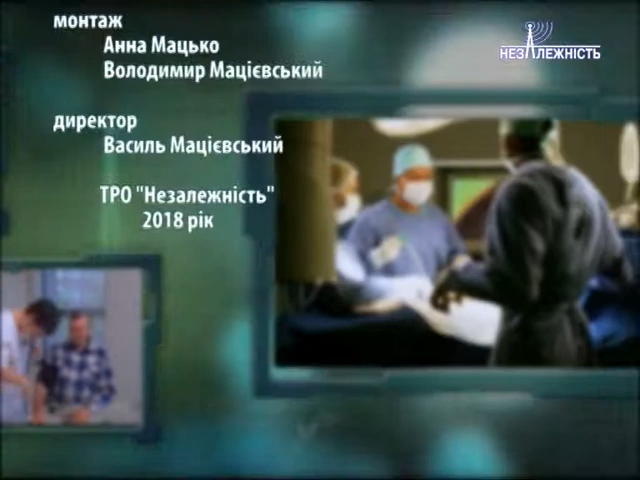 монтаж
Анна Мацько
Володимир Мацієвський
директор
Василь Мацієвський
ТРО "Незалежність"
2018 рік
НЕЗАЛЕЖНІСТЬ